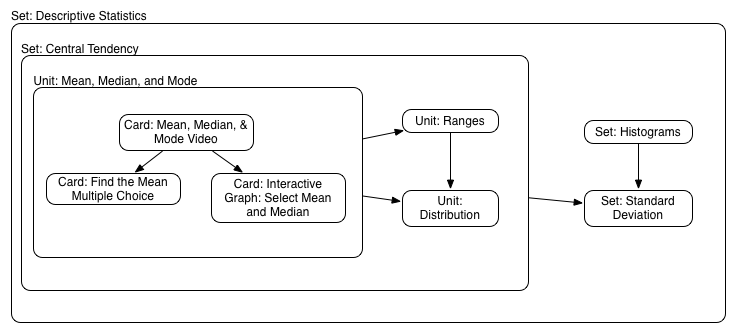 Set: Descriptive Statistics
Set: Central Tendency
Unit: Mean, Median, and Mode
Card: Mean, Median, &
Mode Video
Card: Find the Mean
Multiple Choice
Card: Interactive
Graph: Select Mean
and Median
Unit: Ranges
Unit:
Distribution
Set: Histograms
Set: Standard
Deviation